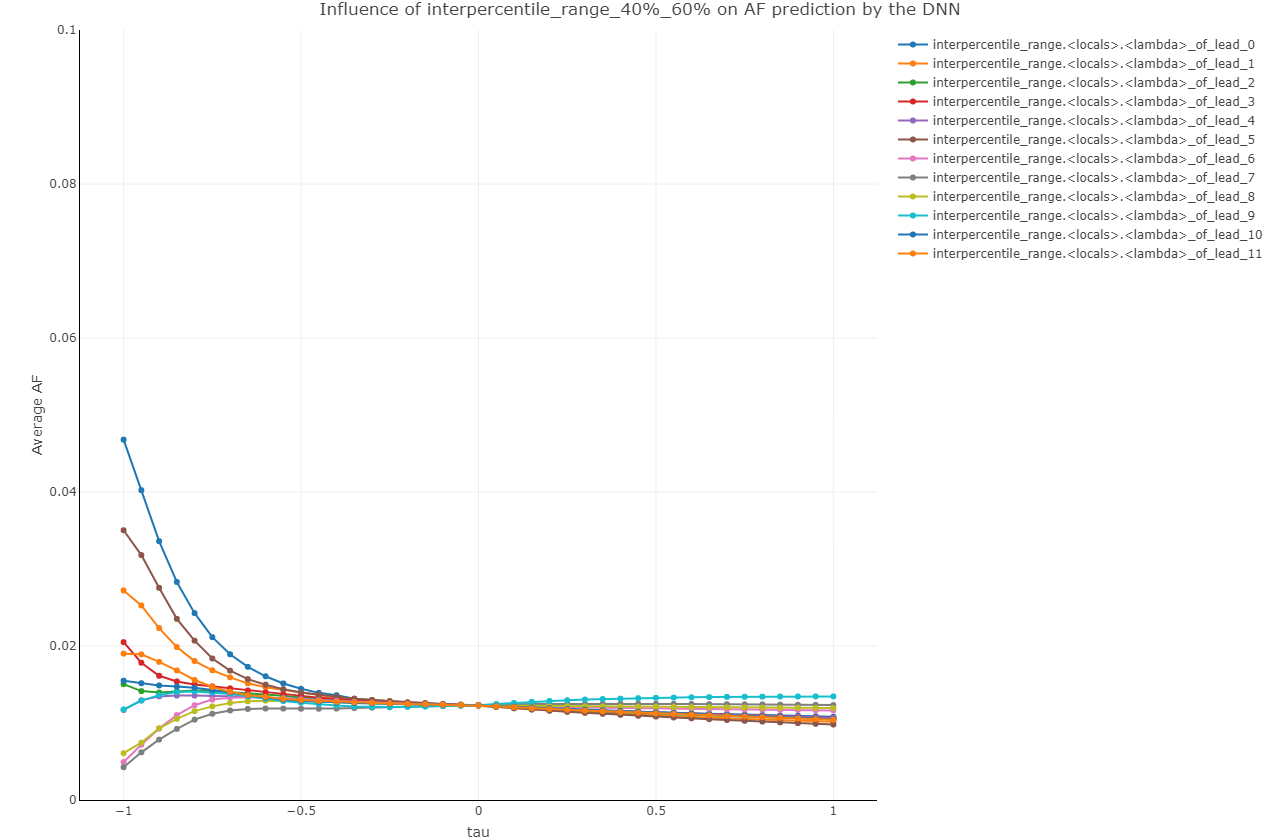 Influence of interpercentile_range_40%_60% on AF prediction by the DNN
0.1
0.08
0.06
0.04
0.02
0
Average AF
−1
−0.5
0
0.5
1
tau
interpercentile_range.<locals>.<lambda>_of_lead_0
interpercentile_range.<locals>.<lambda>_of_lead_1
interpercentile_range.<locals>.<lambda>_of_lead_2
interpercentile_range.<locals>.<lambda>_of_lead_3
interpercentile_range.<locals>.<lambda>_of_lead_4
interpercentile_range.<locals>.<lambda>_of_lead_5
interpercentile_range.<locals>.<lambda>_of_lead_6
interpercentile_range.<locals>.<lambda>_of_lead_7
interpercentile_range.<locals>.<lambda>_of_lead_8
interpercentile_range.<locals>.<lambda>_of_lead_9
interpercentile_range.<locals>.<lambda>_of_lead_10
interpercentile_range.<locals>.<lambda>_of_lead_11